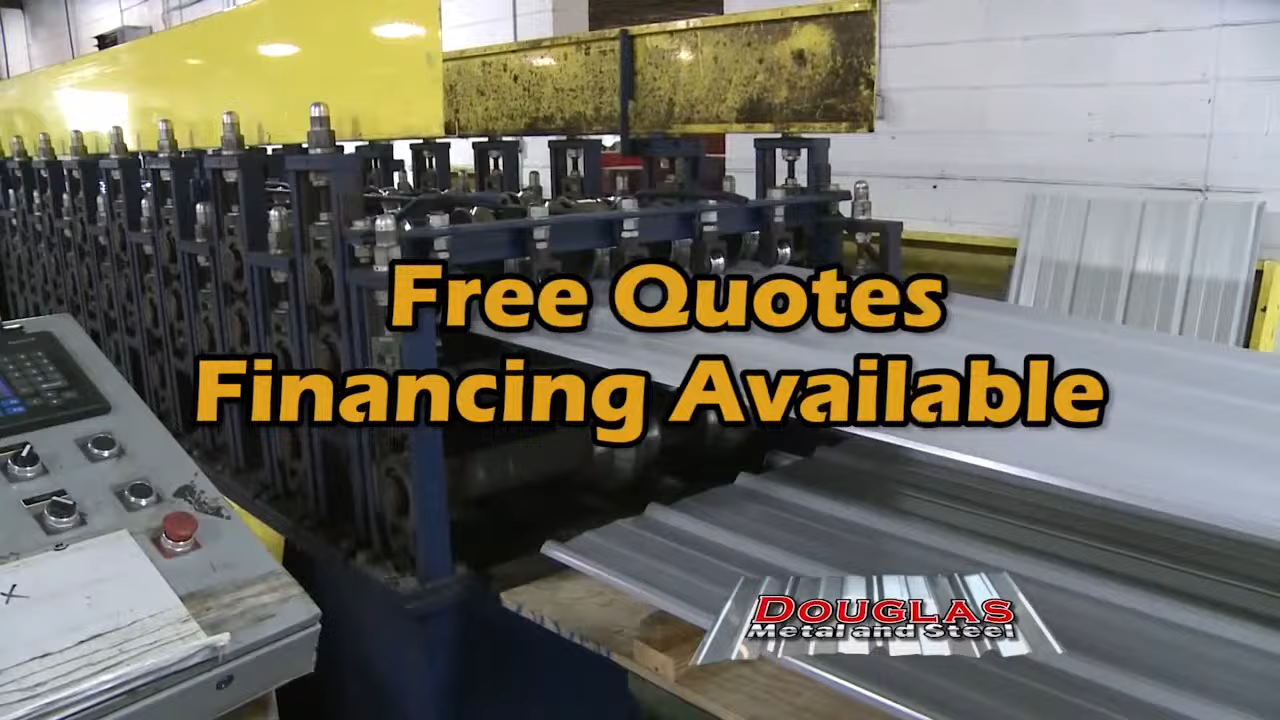 Free Quotes
Financing Available
DOUGLAS
Metal and Steel
X